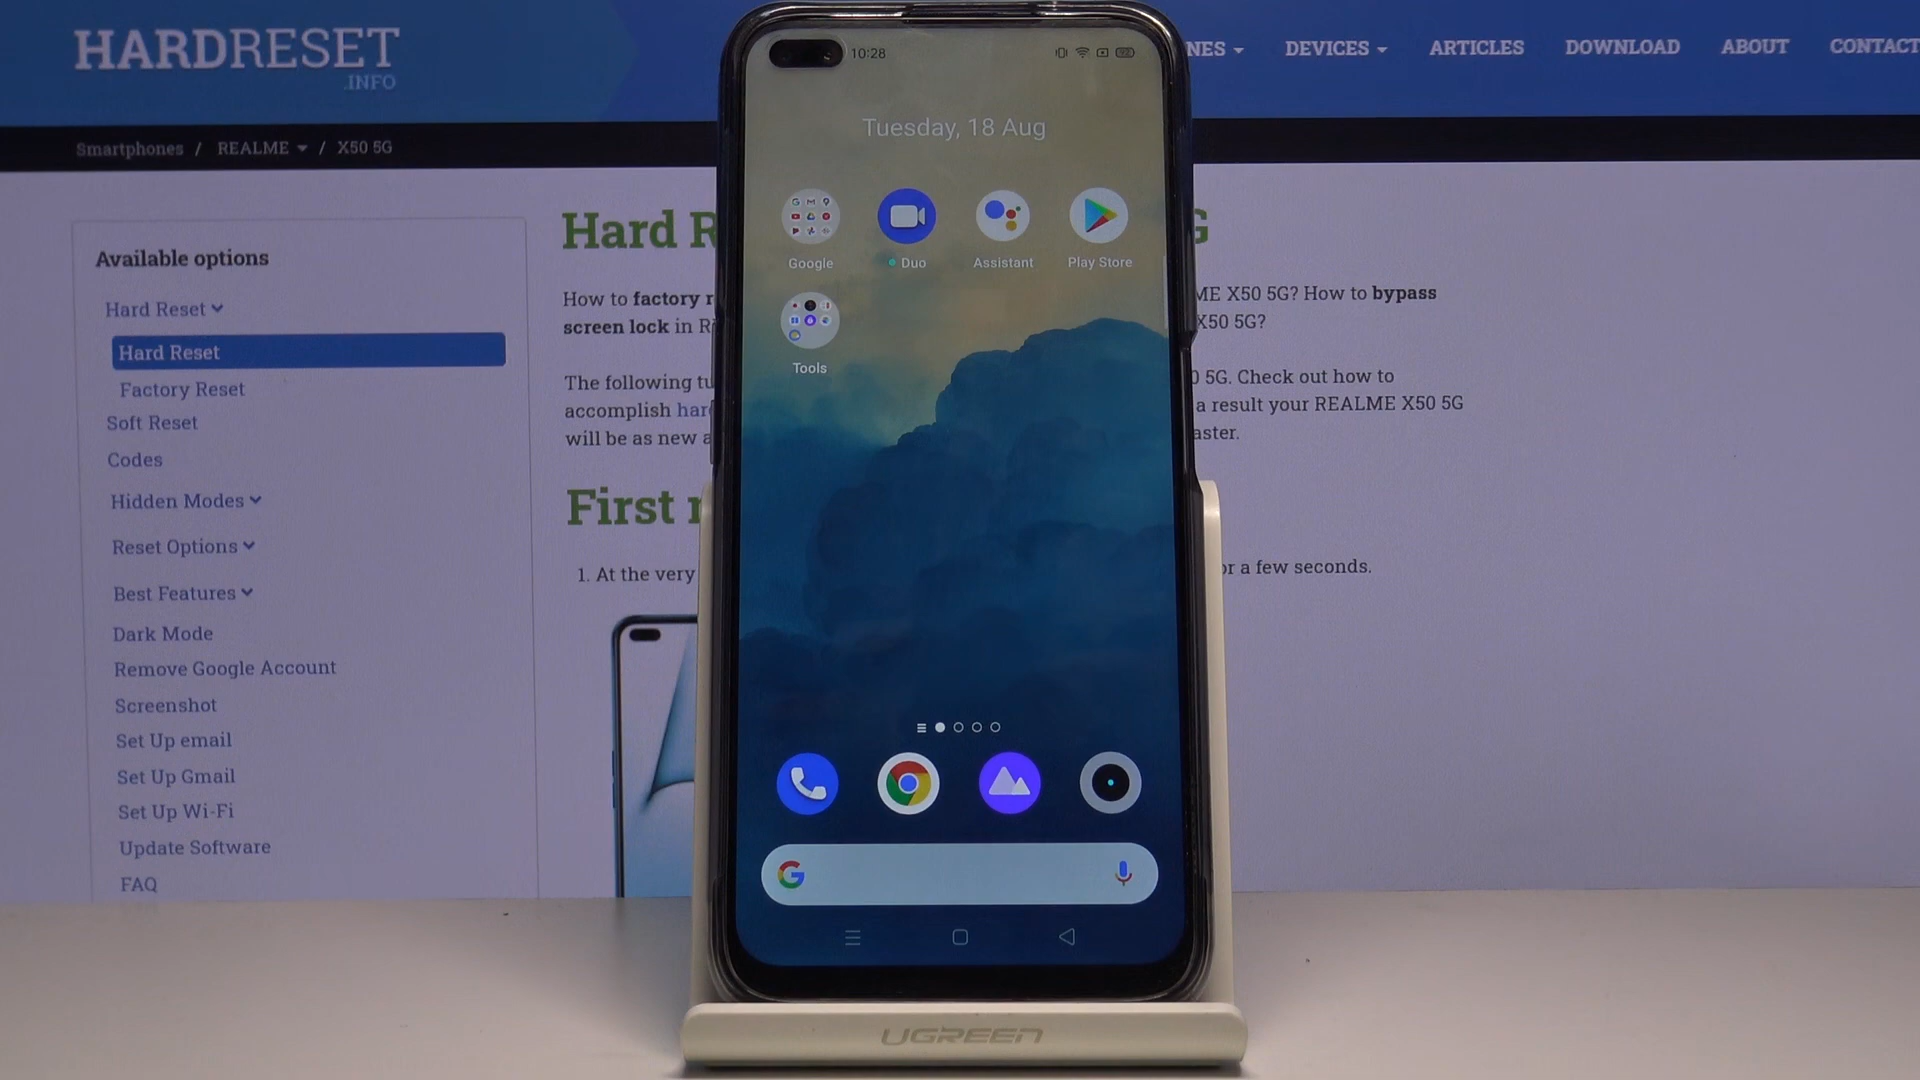 HARDRESET
.INFO
NES
DEVICES
ARTICLES
DOWNLOAD
ABOUT
CONTACT
Smartphones / REALME / X50 5G
Available options
Hard Reset
Hard Reset
Factory Reset
Soft Reset
Codes
Hidden Modes
Reset Options
Best Features
Dark Mode
Remove Google Account
Screenshot
Set Up email
Set Up Gmail
Set Up Wi-Fi
Update Software
FAQ
Hard R
How to factory r
screen lock in R
The following tu
accomplish har
will be as new a
First
1. At the very
ME X50 5G? How to bypass
X50 5G?
5G. Check out how to
a result your REALME X50 5G
aster.
or a few seconds.
10:28
Tuesday, 18 Aug
Google
Duo
Assistant
Play Store
Tools
UGREEN